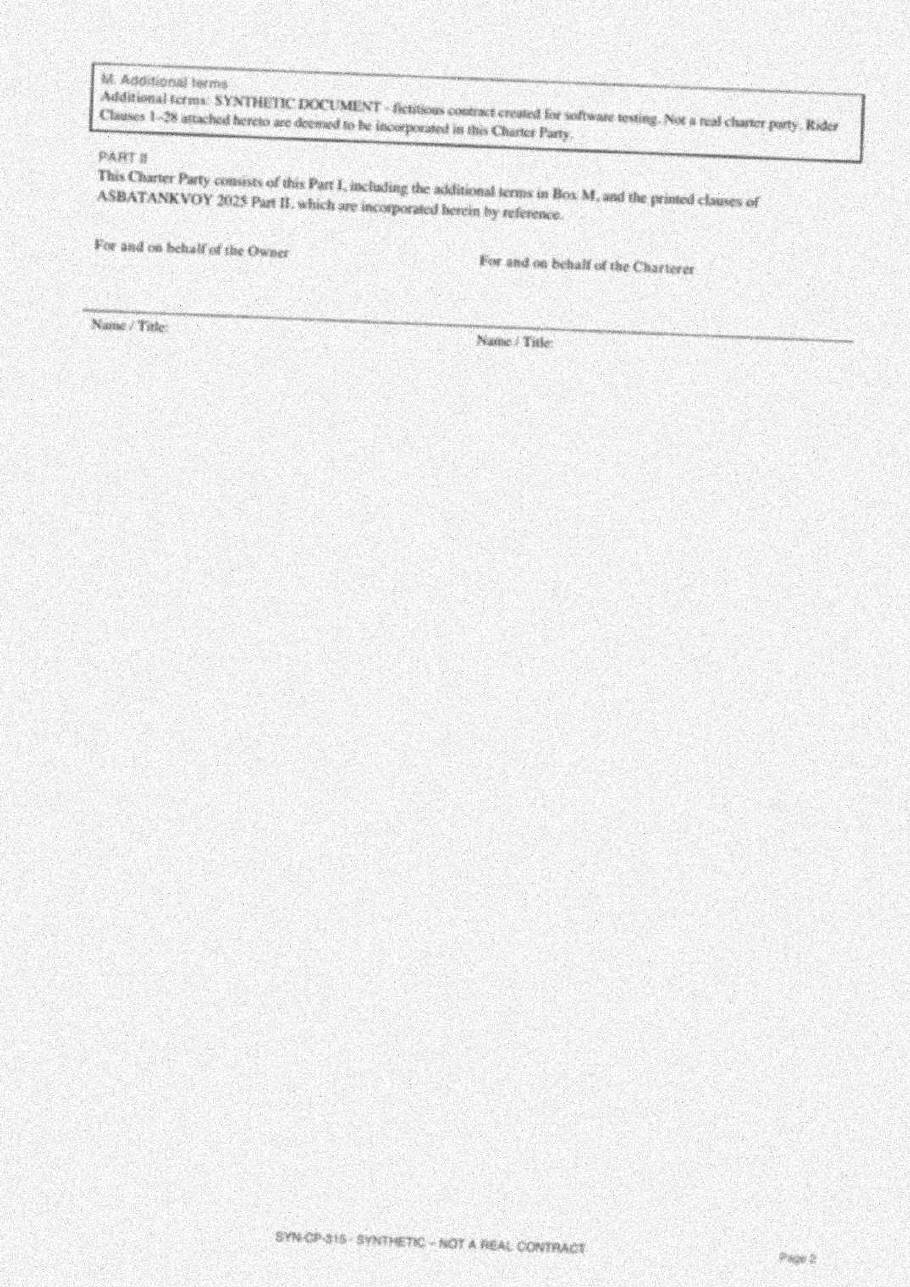 M. Additional terms
Additional terms: SYNTHETIC DOCUMENT - fictitious contract created for software testing. Not a real charter party. Rider
Clauses 1-28 attached hereto are deemed to be incorporated in this Charter Party.
PART II
This Charter Party consists of this Part I, including the additional terms in Box M, and the printed clauses of
ASBATANKVOY 2025 Part II, which are incorporated herein by reference.
For and on behalf of the Owner
For and on behalf of the Charterer
Name / Title:
Name / Title:
SYN-CP-315 - SYNTHETIC - NOT A REAL CONTRACT
Page 2